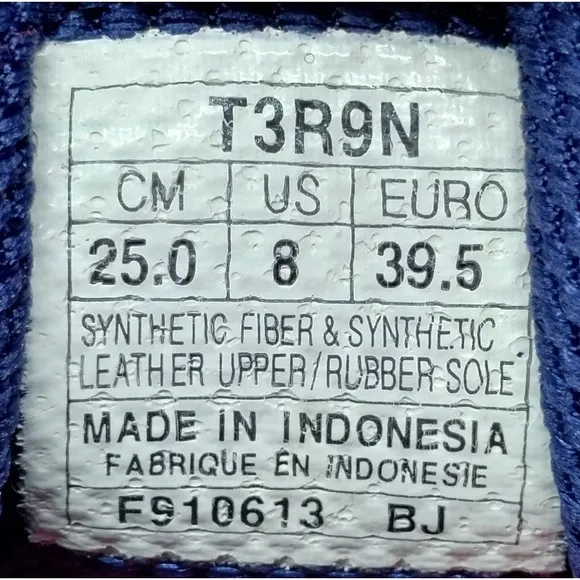 T3R9N
CM US EURO
25.0 8 39.5
SYNTHETIC FIBER & SYNTHETIC
LEATHER UPPER/RUBBER SOLE
MADE IN INDONESIA
FABRIQUE EN INDONESIE
F910613 BJ